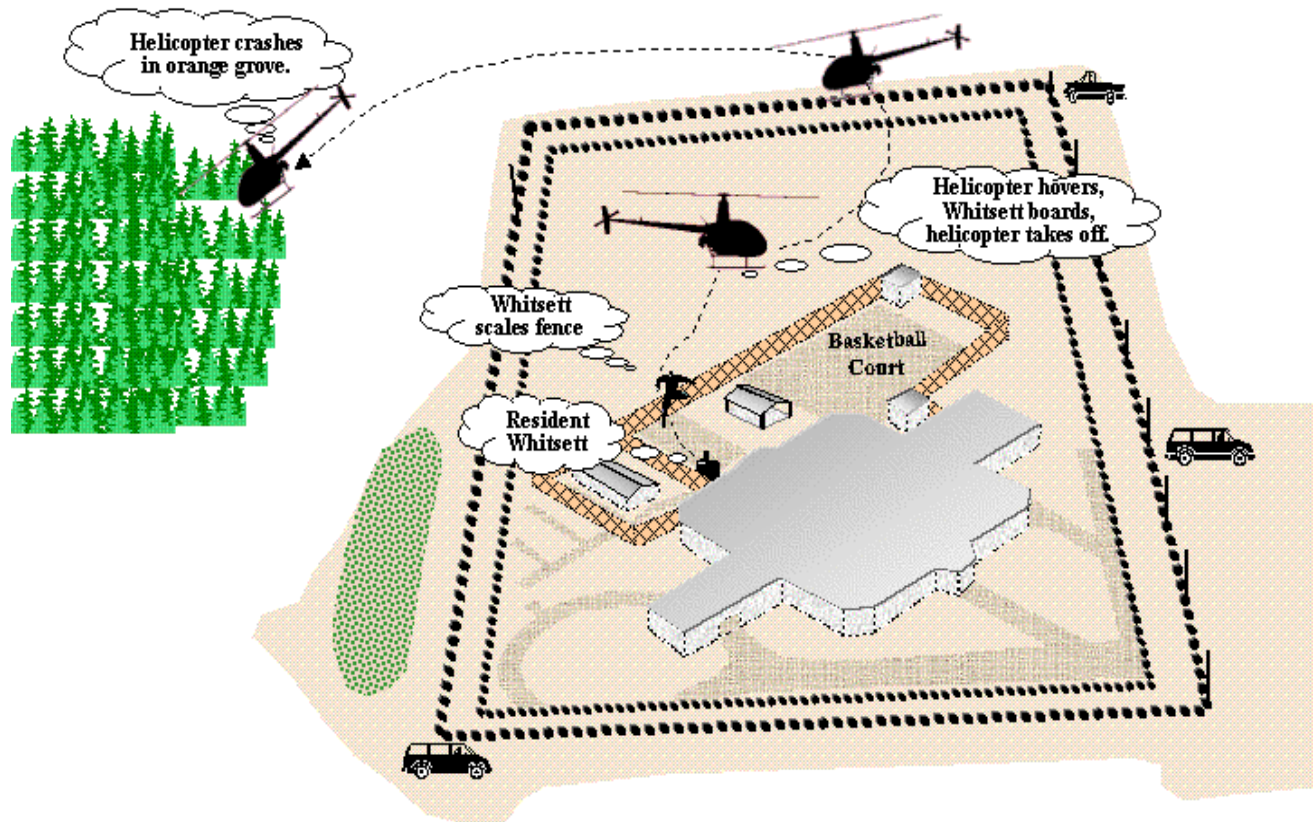 Helicopter crashes
in orange grove.
Helicopter hovers,
Whitsett boards,
helicopter takes off.
Whitsett
scales fence
Basketball
Court
Resident
Whitsett